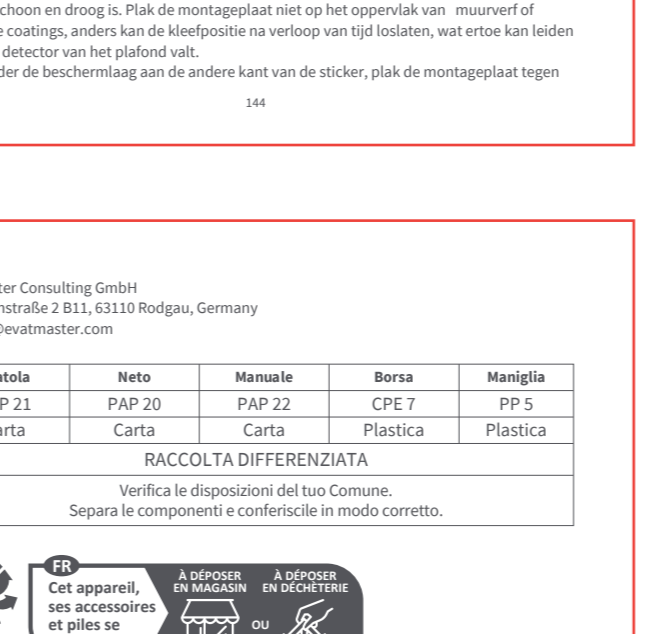 choon en droog is. Plak de montageplaat niet op het oppervlak van muurverf of
e coatings, anders kan de kleefpositie na verloop van tijd loslaten, wat ertoe kan leiden
detector van het plafond valt.
der de beschermlaag aan de andere kant van de sticker, plak de montageplaat tegen
144
ter Consulting GmbH
nstraße 2 B11, 63110 Rodgau, Germany
@evatmaster.com
atola Neto Manuale Borsa Maniglia
P 21 PAP 20 PAP 22 CPE 7 PP 5
arta Carta Carta Plastica Plastica
RACCOLTA DIFFERENZIATA
Verifica le disposizioni del tuo Comune.
Separa le componenti e conferiscile in modo corretto.
FR
Cet appareil,
ses accessoires
et piles se
À DÉPOSER
EN MAGASIN
OU
À DÉPOSER
EN DÉCHÈTERIE